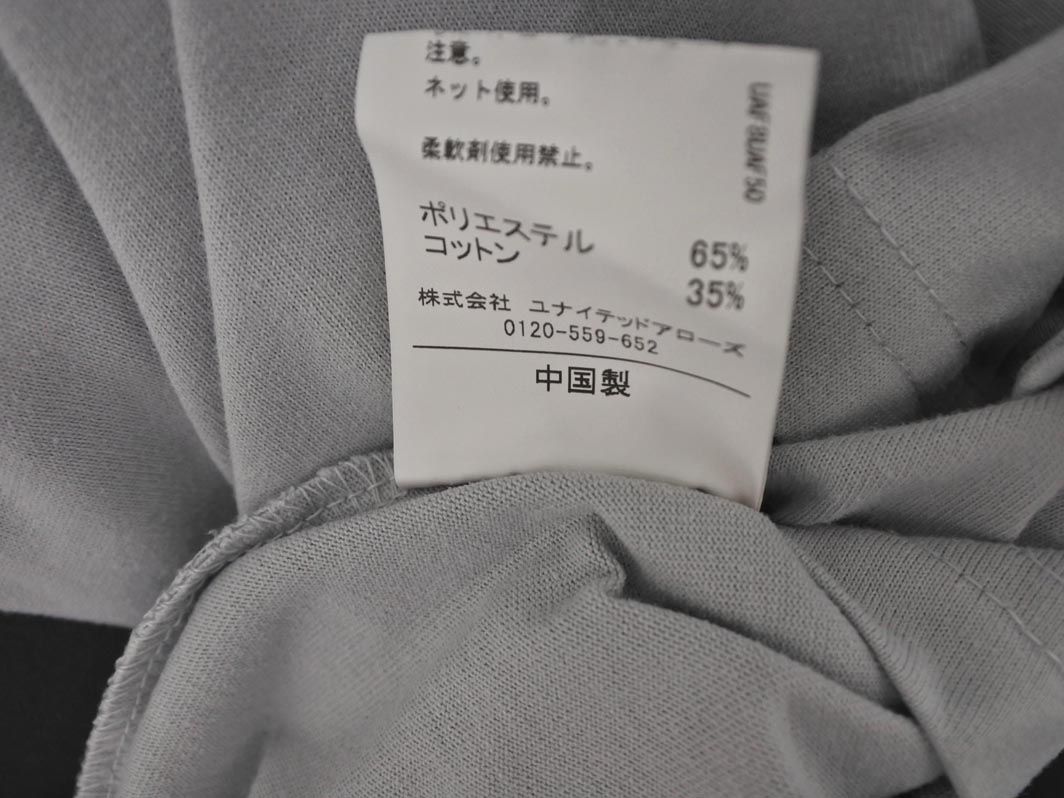 注意。
ネット使用。
柔軟剤使用禁止。
ポリエステル 65%
コットン 35%
株式会社 ユナイテッドアローズ
0120-559-652
中国製